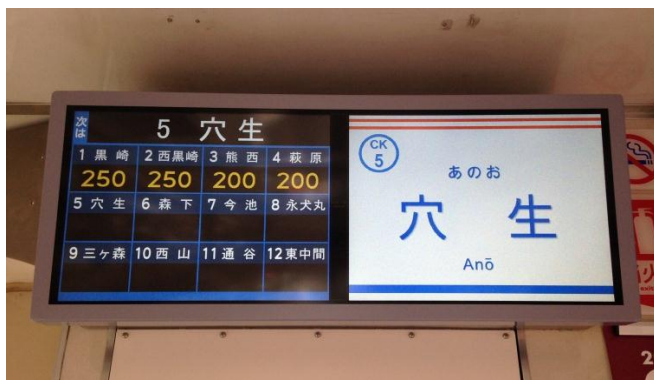 次は 5 穴生
1 黒崎 2 西黒崎 3 熊西 4 萩原
250 250 200 200
5 穴生 6 森下 7 今池 8 永犬丸
9 三ヶ森 10 西山 11 通谷 12 東中間
CK
5
あのお
穴生
Anō
2